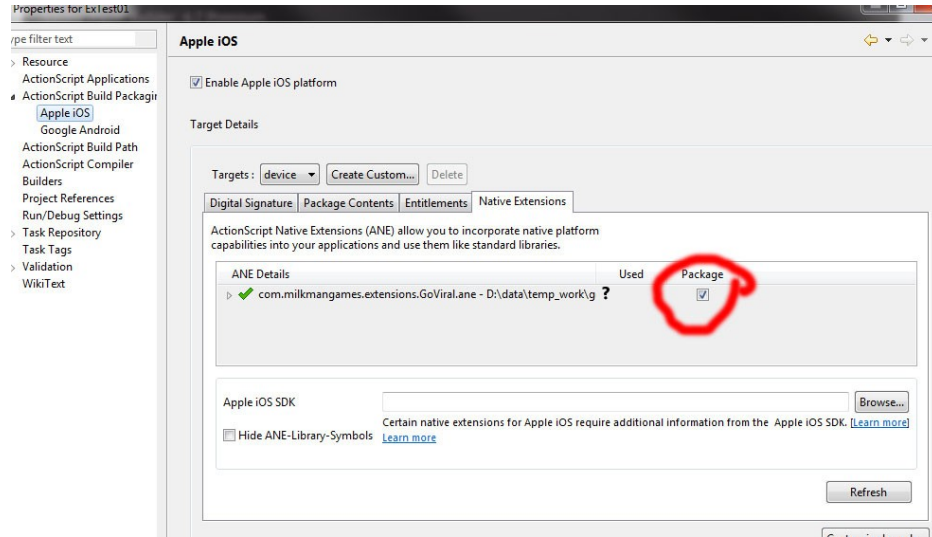 Properties for ExTest01
ype filter text
Apple iOS
Resource
ActionScript Applications
ActionScript Build Packagin
Apple iOS
Google Android
ActionScript Build Path
ActionScript Compiler
Builders
Project References
Run/Debug Settings
Task Repository
Task Tags
Validation
WikiText
Enable Apple iOS platform
Target Details
Targets : device Create Custom... Delete
Digital Signature Package Contents Entitlements Native Extensions
ActionScript Native Extensions (ANE) allow you to incorporate native platform
capabilities into your applications and use them like standard libraries.
ANE Details Used Package
com.milkmangames.extensions.GoViral.ane - D:\data\temp_work\g ?
Apple iOS SDK Browse...
Certain native extensions for Apple iOS require additional information from the Apple iOS SDK. [Learn more]
Hide ANE-Library-Symbols Learn more
Refresh